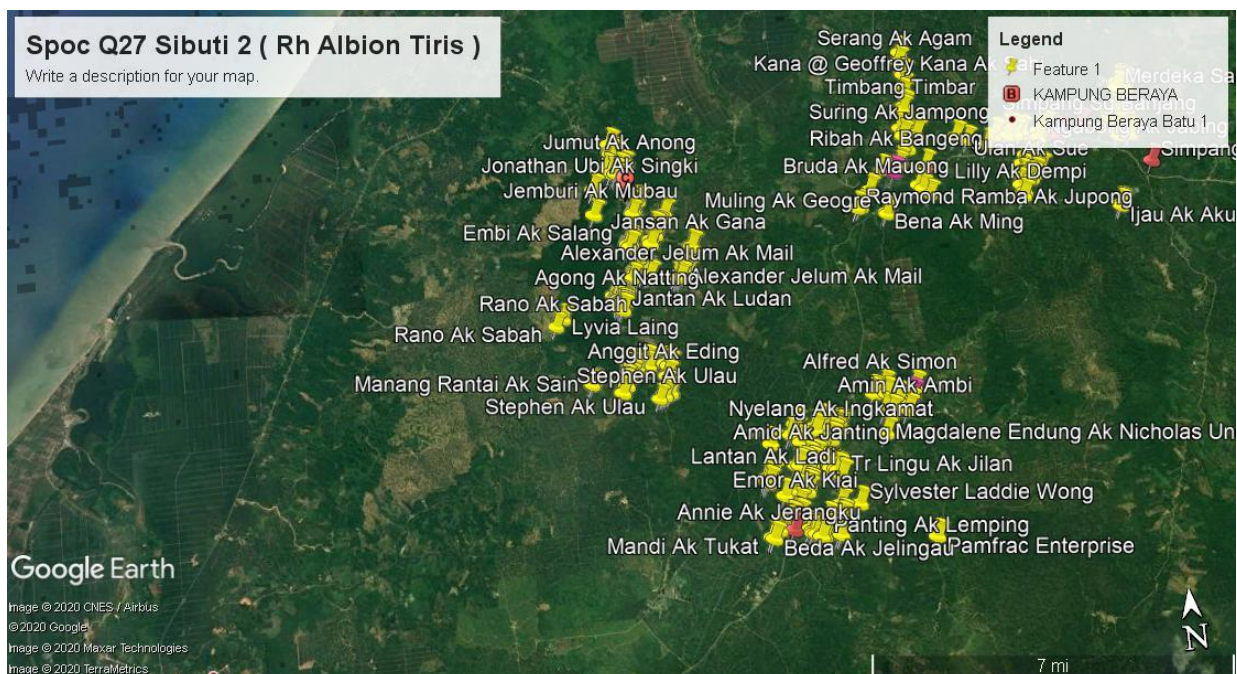 Spoc Q27 Sibuti 2 ( Rh Albion Tiris )
Write a description for your map.
Legend
Feature 1
KAMPUNG BERAYA
Kampung Beraya Batu 1
Serang Ak Agam
Kana @ Geoffrey Kana Ak
Timbang Timbar
Merdeka Sa
Suring Ak Jampong
Ribah Ak Bangeng
Ulan Ak Sue
Simpang
Bruda Ak Mauong
Lilly Ak Dempi
Muling Ak Geogre
Raymond Ramba Ak Jupong
Bena Ak Ming
Ijau Ak Aku
Jumut Ak Anong
Jonathan Ubi Ak Singki
Jemburi Ak Mubau
Jansan Ak Gana
Embi Ak Salang
Alexander Jelum Ak Mail
Agong Ak Natting
Alexander Jelum Ak Mail
Rano Ak Sabah
Jantan Ak Ludan
Rano Ak Sabah
Lyvia Laing
Anggit Ak Eding
Manang Rantai Ak Sain
Stephen Ak Ulau
Stephen Ak Ulau
Alfred Ak Simon
Amin Ak Ambi
Nyelang Ak Ingkamat
Amid Ak Janting
Magdalene Endung Ak Nicholas Un
Lantan Ak Ladi
Tr Lingu Ak Jilan
Emor Ak Kiai
Sylvester Laddie Wong
Annie Ak Jerangku
Panting Ak Lemping
Mandi Ak Tukat
Beda Ak Jelingau
Pamfrac Enterprise
Google Earth
Image © 2020 CNES / Airbus
© 2020 Google
Image © 2020 Maxar Technologies
Image © 2020 TerraMetrics
N
7 mi